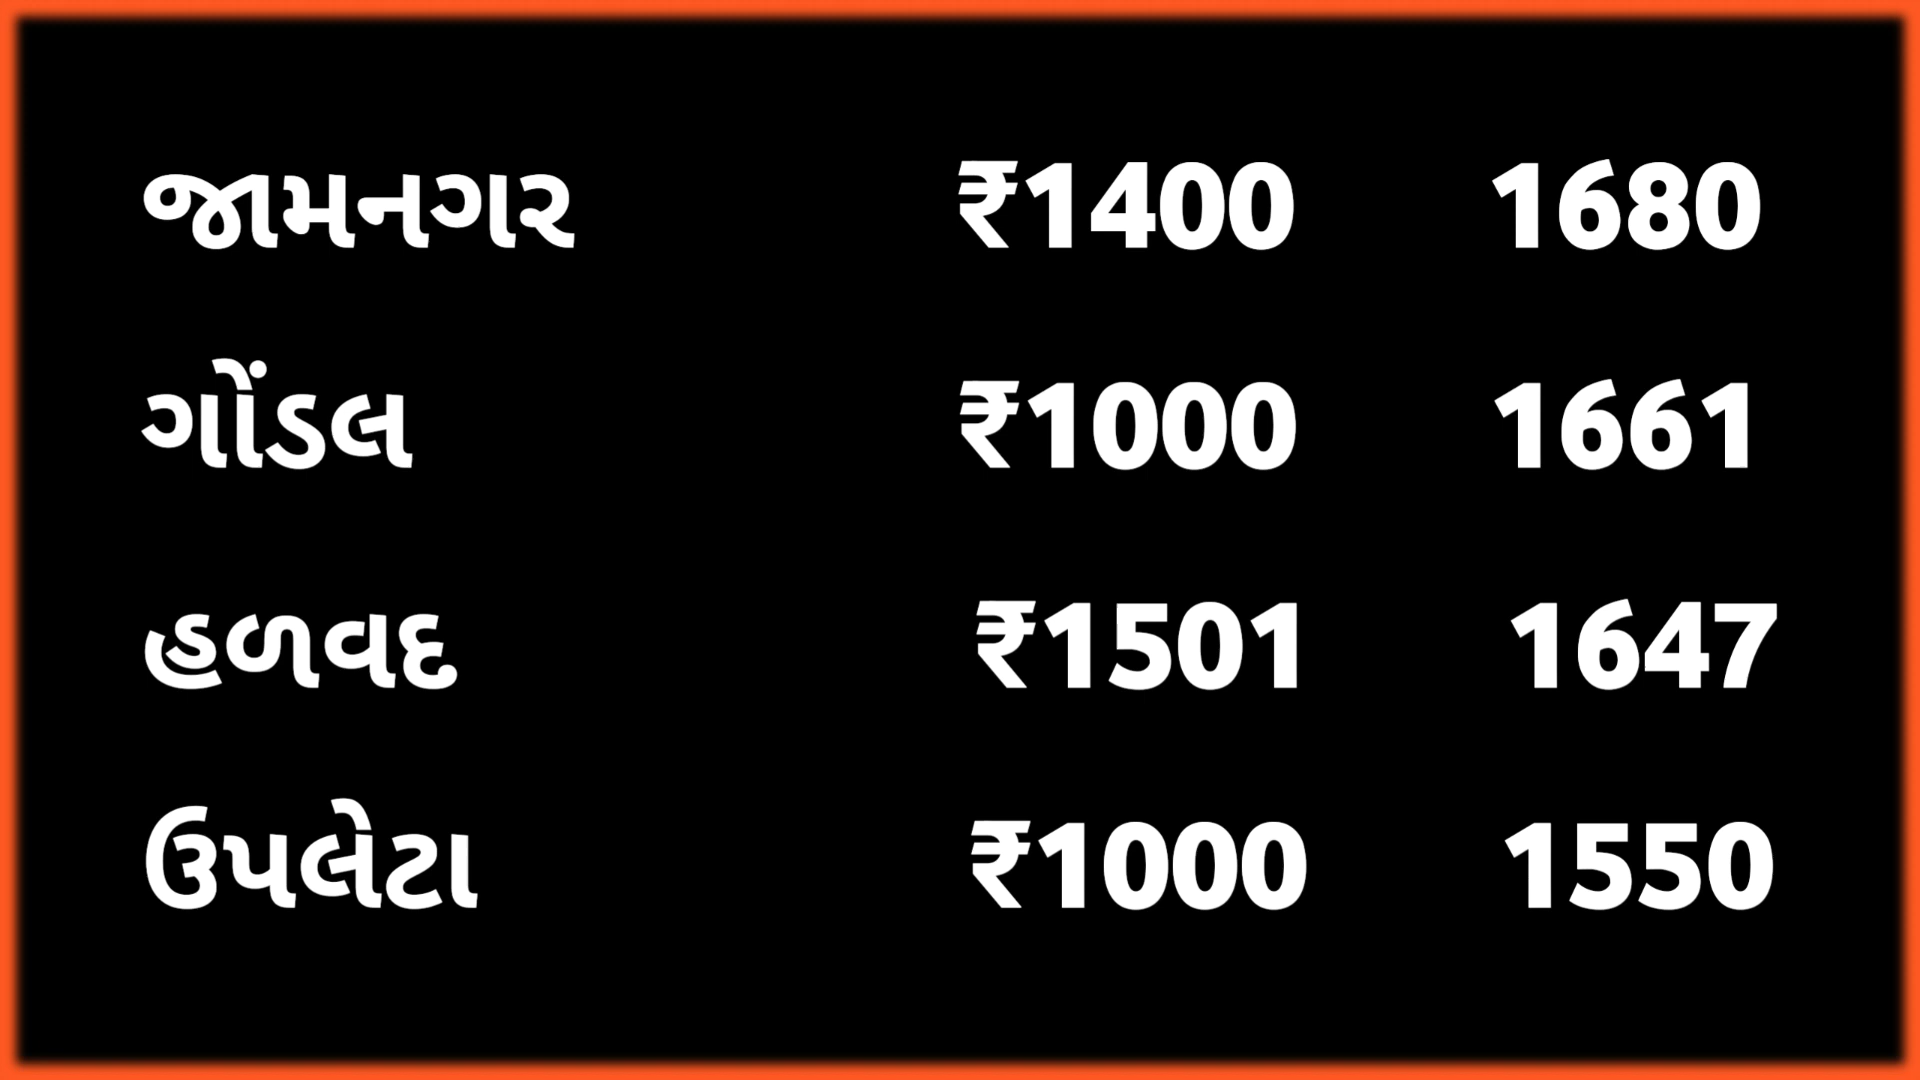 જામનગર ₹1400 1680
ગોંડલ ₹1000 1661
હળવદ ₹1501 1647
ઉપલેટા ₹1000 1550